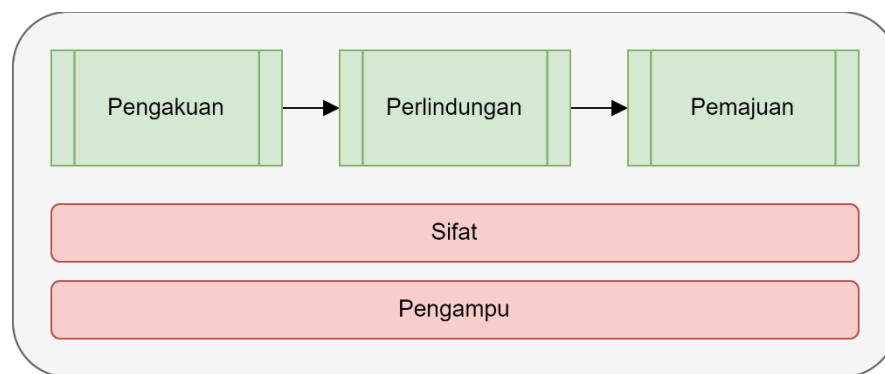 Pengakuan
Perlindungan
Pemajuan
Sifat
Pengampu